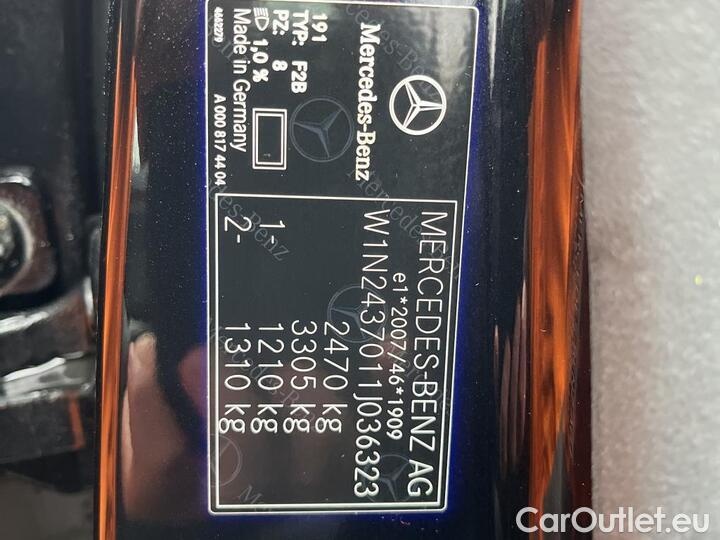 MERCEDES-BENZ AG
e1*2007/46*1909
W1N2437011J036323
2470 kg
3305 kg
1- 1210 kg
2- 1310 kg
Mercedes-Benz
191
TYP: F2B
PZ: 8
1,0 %
Made in Germany
A 000 817 44 04
CarOutlet.eu